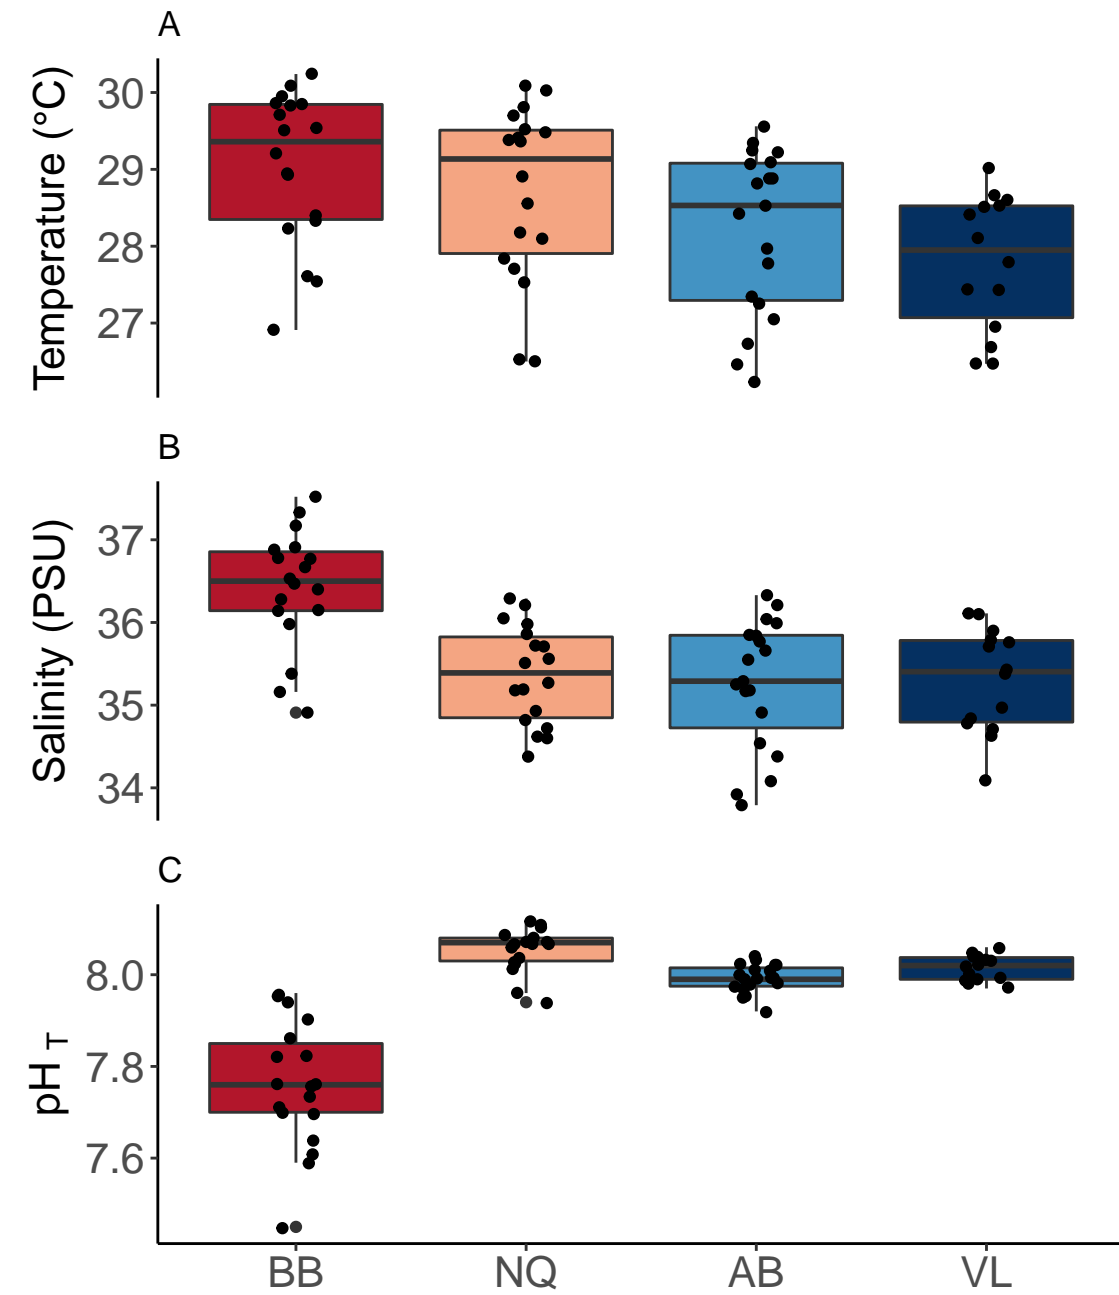 A
Temperature (°C)
30
29
28
27
B
Salinity (PSU)
37
36
35
34
C
pH T
8.0
7.8
7.6
BB NQ AB VL